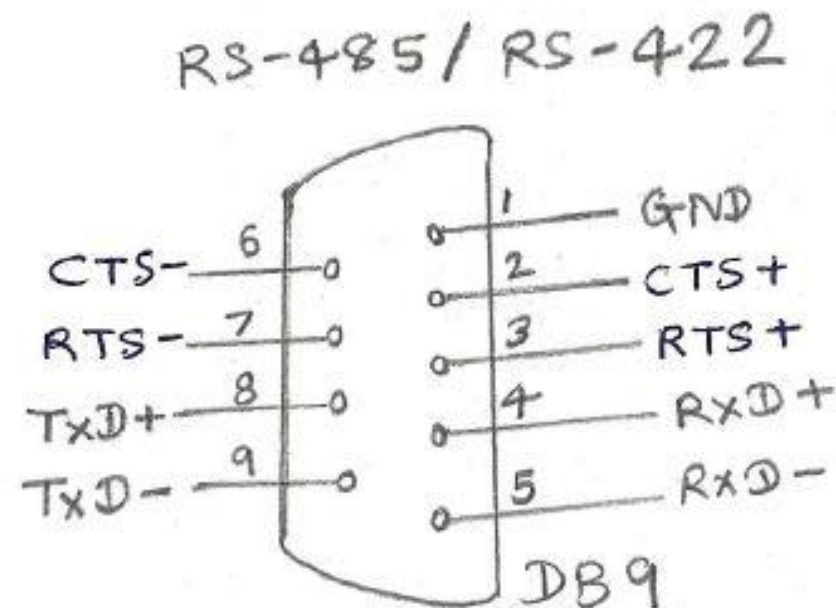 RS-485/ RS-422
1 GND
CTS- 6
2 CTS+
RTS- 7
3 RTS+
TxD+ 8
4 RxD+
TxD- 9
5 RxD-
DB9